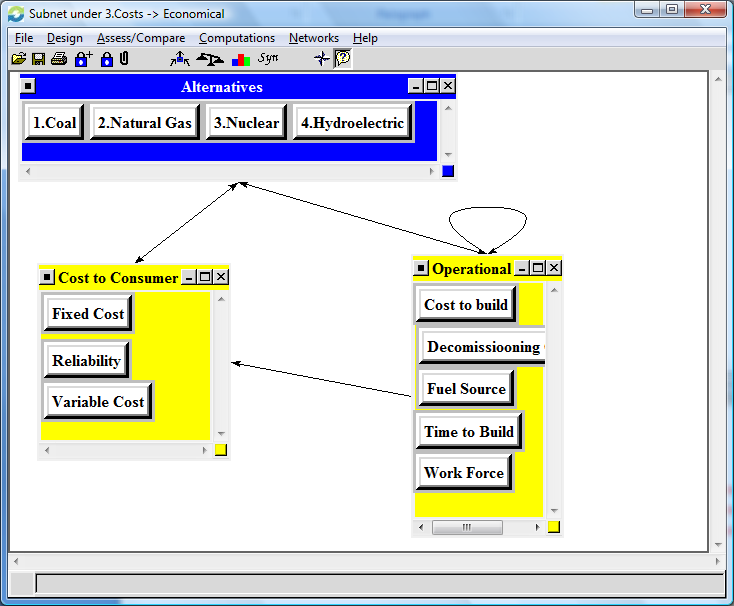 Subnet under 3.Costs -> Economical
File Design Assess/Compare Computations Networks Help
Syn
Alternatives
1.Coal 2.Natural Gas 3.Nuclear 4.Hydroelectric
Cost to Consumer
Fixed Cost
Reliability
Variable Cost
Operational
Cost to build
Decomissiooning
Fuel Source
Time to Build
Work Force